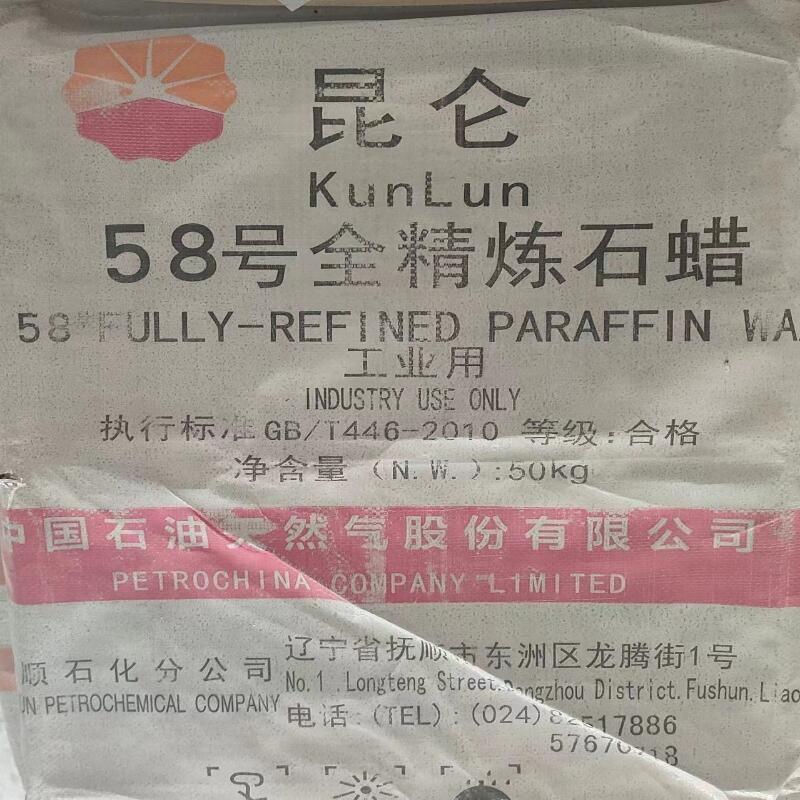 昆仑
KunLun
58号全精炼石蜡
58#FULLY-REFINED PARAFFIN
工业用
INDUSTRY USE ONLY
执行标准GB/T446-2010 等级:合格
净含量(N.W.):50kg
中国石油天然气股份有限公司
PETROCHINA COMPANY LIMITED
顺石化分公司
PETROCHEMICAL COMPANY
辽宁省抚顺市东洲区龙腾街1号
No.1.Longteng Street. District.Fushun.
电话:(TEL):(024)